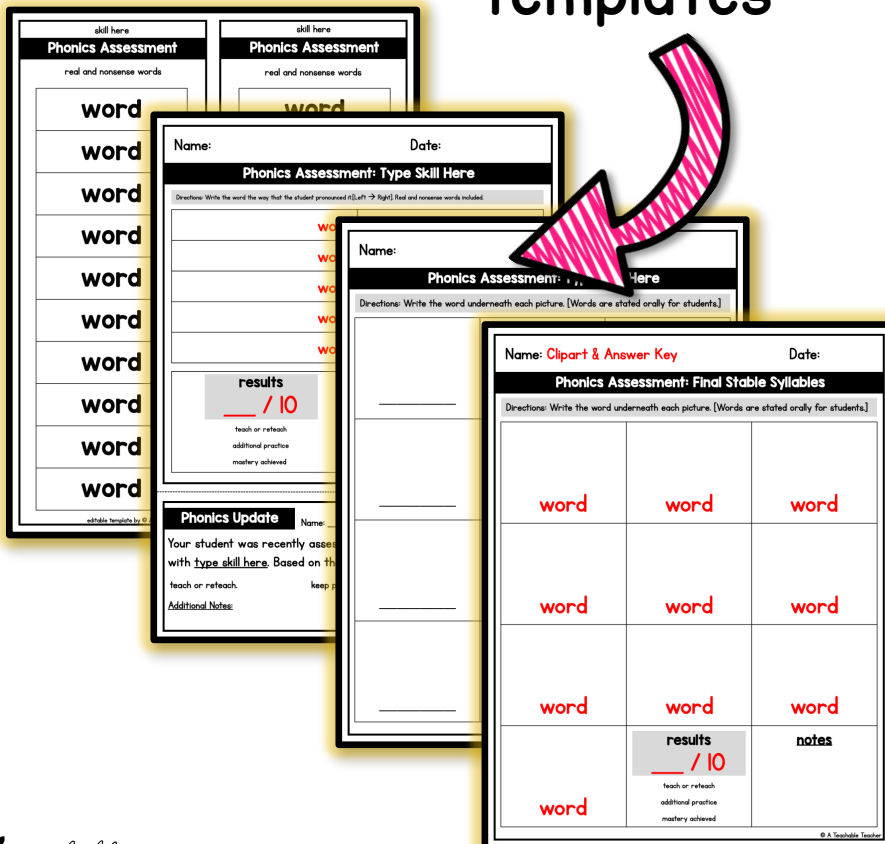 Templates
skill here
Phonics Assessment
real and nonsense words
word
word
word
word
word
word
word
word
word
word
editable template by ©
skill here
Phonics Assessment
real and nonsense words
word
Name: Date:
Phonics Assessment: Type Skill Here
Directions: Write the word the way that the student pronounced it[Left → Right]. Real and nonsense words included.
results
___ / 10
teach or reteach
additional practice
mastery achieved
Phonics Update Name:
Your student was recently
with type skill here. Based on
teach or reteach. keep
Additional Notes:
Name:
Phonics Assessment: Here
Directions: Write the word underneath each picture. [Words are stated orally for students.]
Name: Clipart & Answer Key Date:
Phonics Assessment: Final Stable Syllables
Directions: Write the word underneath each picture. [Words are stated orally for students.]
word word word
word word word
word word word
word
results
___ / 10
teach or reteach
additional practice
mastery achieved
notes
© A Teachable Teacher